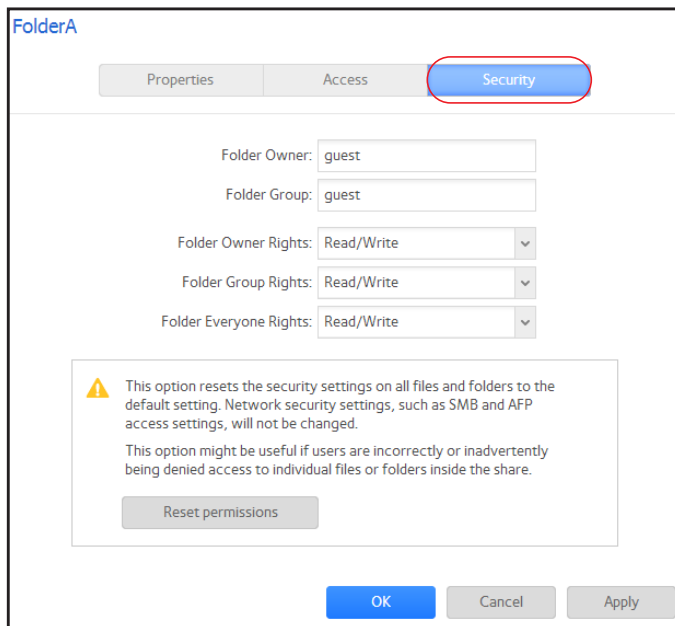 FolderA
Properties Access Security
Folder Owner: guest
Folder Group: guest
Folder Owner Rights: Read/Write
Folder Group Rights: Read/Write
Folder Everyone Rights: Read/Write
This option resets the security settings on all files and folders to the
default setting. Network security settings, such as SMB and AFP
access settings, will not be changed.
This option might be useful if users are incorrectly or inadvertently
being denied access to individual files or folders inside the share.
Reset permissions
OK Cancel Apply